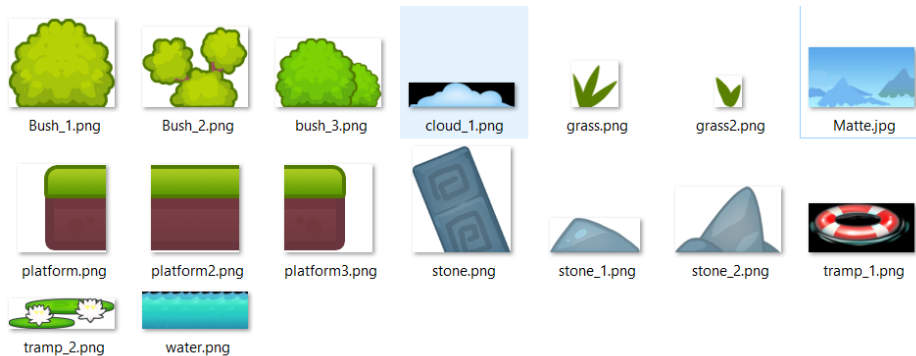 Bush_1.png
Bush_2.png
bush_3.png
cloud_1.png
grass.png
grass2.png
Matte.jpg
platform.png
platform2.png
platform3.png
stone.png
stone_1.png
stone_2.png
tramp_1.png
tramp_2.png
water.png